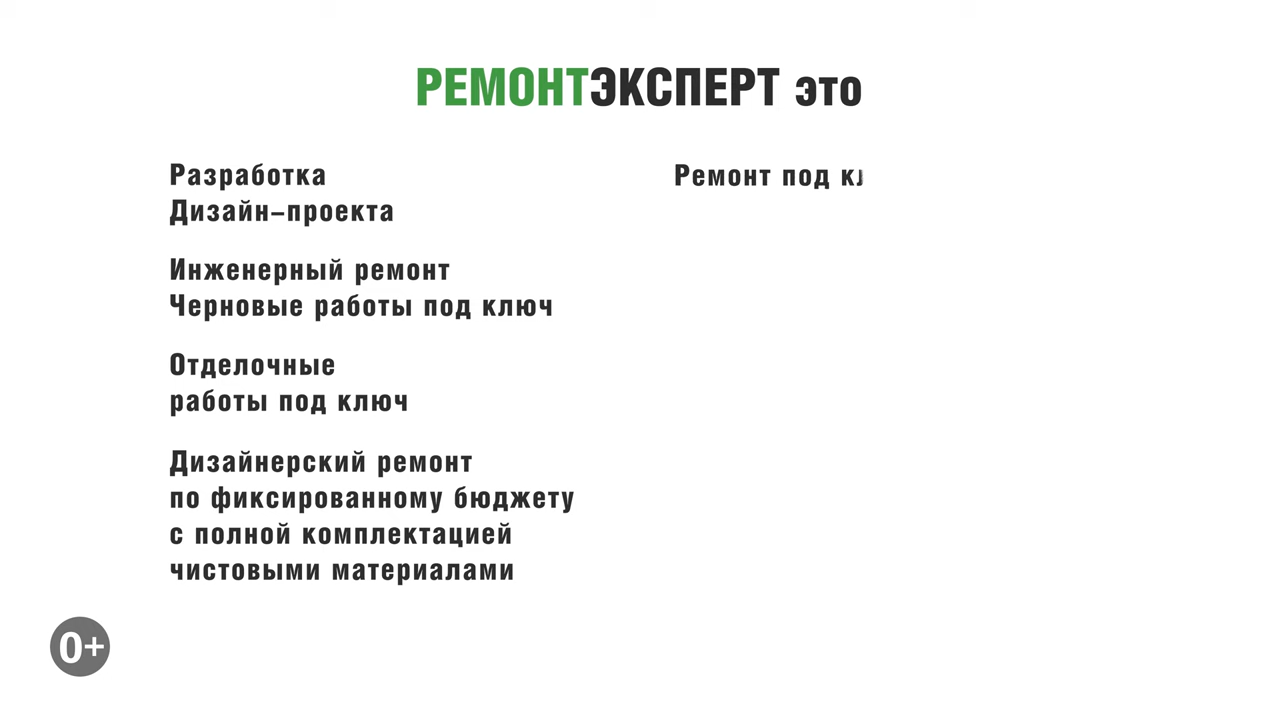 РЕМОНТЭКСПЕРТ это
Разработка
Дизайн-проекта
Инженерный ремонт
Черновые работы под ключ
Отделочные
работы под ключ
Дизайнерский ремонт
по фиксированному бюджету
с полной комплектацией
чистовыми материалами
Ремонт под
0+